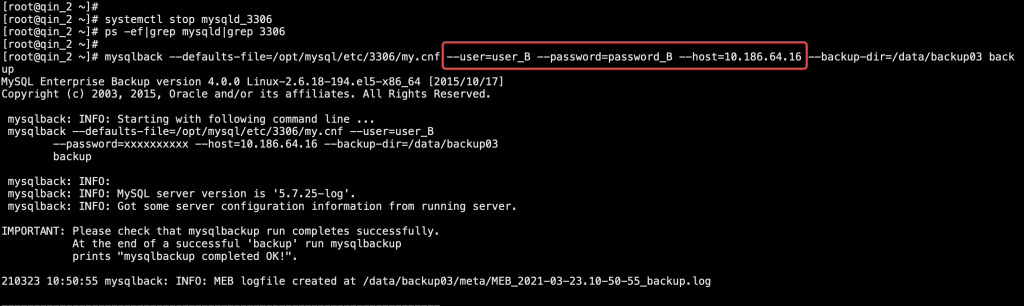 [root@qin_2 ~]#
[root@qin_2 ~]# systemctl stop mysqld_3306
[root@qin_2 ~]# ps -ef|grep mysqld|grep 3306
[root@qin_2 ~]#
[root@qin_2 ~]# mysqlback --defaults-file=/opt/mysql/etc/3306/my.cnf --user=user_B --password=password_B --host=10.186.64.16 --backup-dir=/data/backup03 back
up
MySQL Enterprise Backup version 4.0.0 Linux-2.6.18-194.el5-x86_64 [2015/10/17]
Copyright (c) 2003, 2015, Oracle and/or its affiliates. All Rights Reserved.
mysqlback: INFO: Starting with following command line ...
mysqlback --defaults-file=/opt/mysql/etc/3306/my.cnf --user=user_B
--password=xxxxxxxxxx --host=10.186.64.16 --backup-dir=/data/backup03
backup
mysqlback: INFO:
mysqlback: INFO: MySQL server version is '5.7.25-log'.
mysqlback: INFO: Got some server configuration information from running server.
IMPORTANT: Please check that mysqlbackup run completes successfully.
At the end of a successful 'backup' run mysqlbackup
prints "mysqlbackup completed OK!".
210323 10:50:55 mysqlback: INFO: MEB logfile created at /data/backup03/meta/MEB_2021-03-23.10-50-55_backup.log